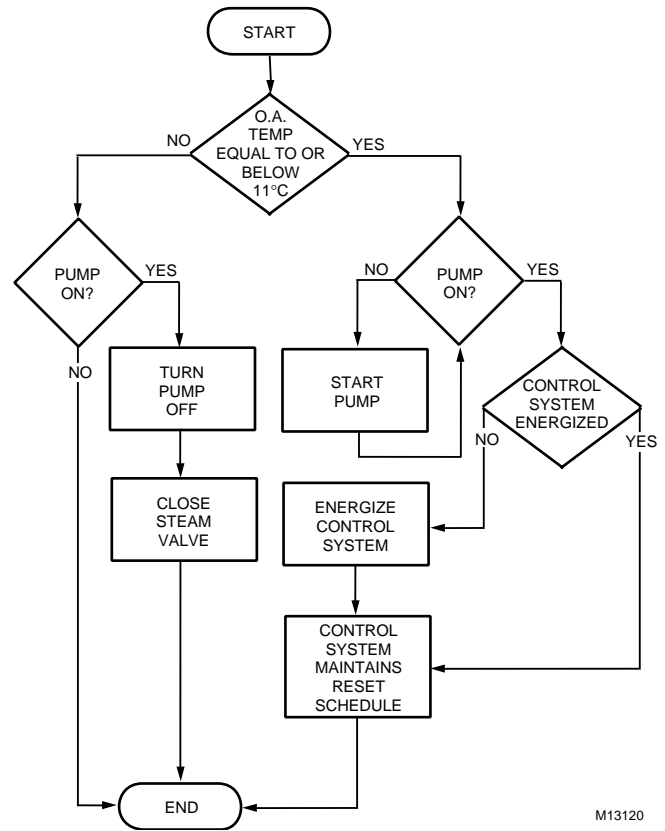 START
O.A.
TEMP
EQUAL TO OR
BELOW
11°C
NO
YES
PUMP
ON?
YES
NO
NO
PUMP
ON?
YES
TURN
PUMP
OFF
START
PUMP
CONTROL
SYSTEM
ENERGIZED
NO
YES
CLOSE
STEAM
VALVE
ENERGIZE
CONTROL
SYSTEM
CONTROL
SYSTEM
MAINTAINS
RESET
SCHEDULE
END
M13120